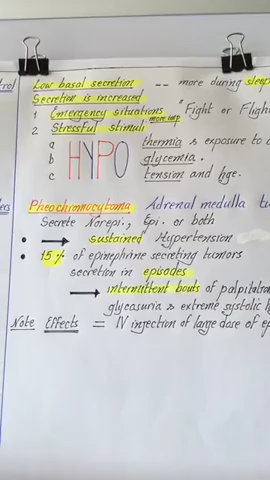 trol Low basal secretion -- more during sleep
Secretion is increased
1 Emergency situations "Fight or Fligh
more imp
2 Stressful stimuli
a thermia & exposure to c
b HYPO glycemia.
c tension and hge.
Pheochromocytoma Adrenal medulla tu
Secrete Norepi., Epi. or both
• → sustained Hypertension
• 15% of epinephrine secreting tumors
secretion in episodes
→ intermittent bouts of palpitation
glycosuria & extreme systolic
Note Effects = IV injection of large dose of ep